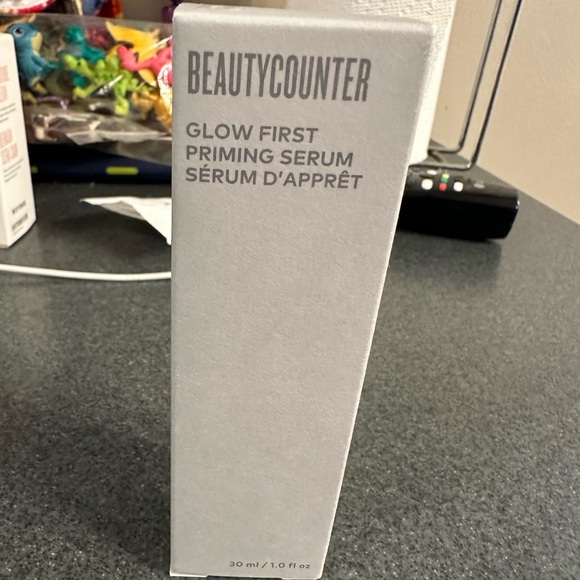 BEAUTYCOUNTER
GLOW FIRST
PRIMING SERUM
SÉRUM D'APPRÊT
30 ml / 1.0 fl oz